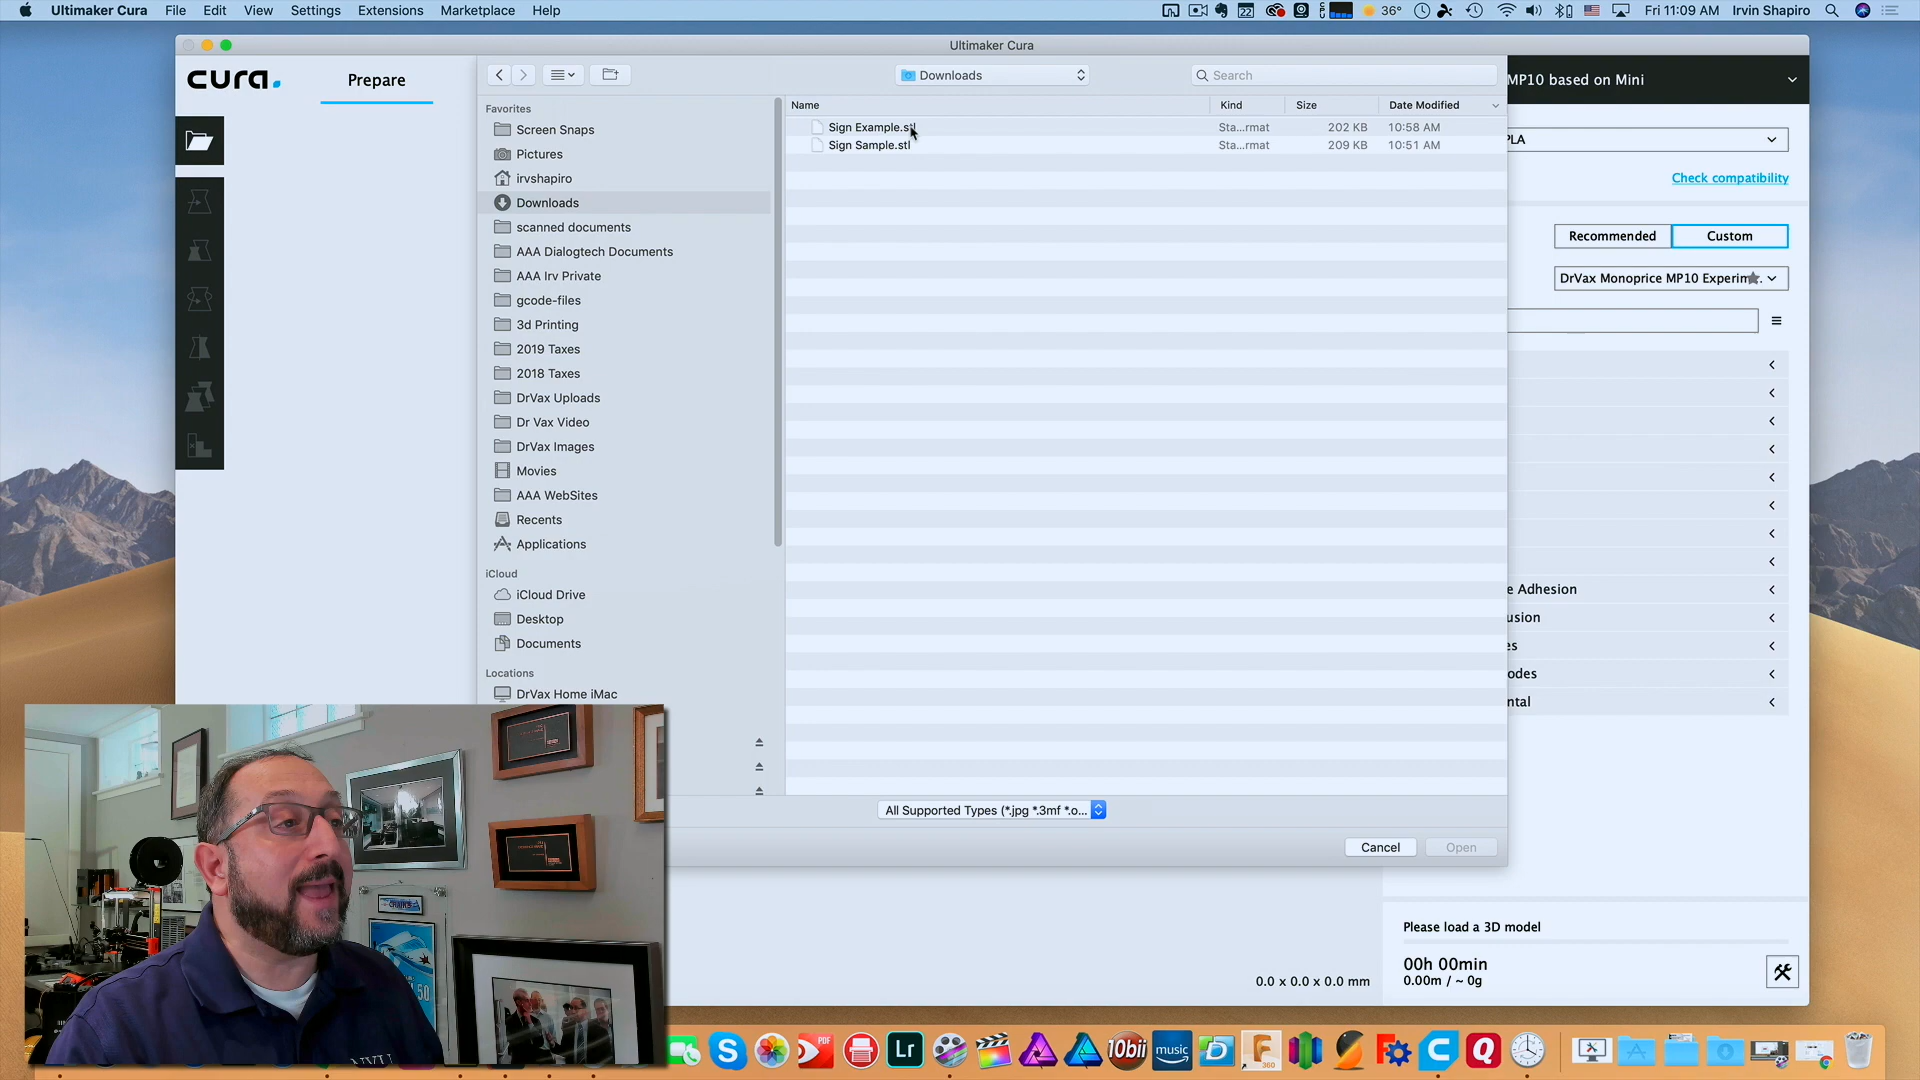 Ultimaker Cura File Edit View Settings Extensions Marketplace Help
22 36° Fri 11:09 AM Irvin Shapiro
Ultimaker Cura
cura.
Prepare
Downloads
Search
MP10 based on Mini
Favorites
Screen Snaps
Pictures
irvshapiro
Downloads
scanned documents
AAA Dialogtech Documents
AAA Irv Private
gcode-files
3d Printing
2019 Taxes
2018 Taxes
DrVax Uploads
Dr Vax Video
DrVax Images
Movies
AAA WebSites
Recents
Applications
iCloud
iCloud Drive
Desktop
Documents
Locations
DrVax Home iMac
Name Kind Size Date Modified
Sign Example.stl Sta...rmat 202 KB 10:58 AM
Sign Sample.stl Sta...rmat 209 KB 10:51 AM
PLA
Check compatibility
Recommended Custom
DrVax Monoprice MP10 Experim...
e Adhesion
usion
es
odes
ntal
All Supported Types (*.jpg *.3mf *.o...
Cancel Open
Please load a 3D model
00h 00min
0.00m / ~ 0g
0.0 x 0.0 x 0.0 mm
PDF
Lr
10bii
music
F
360